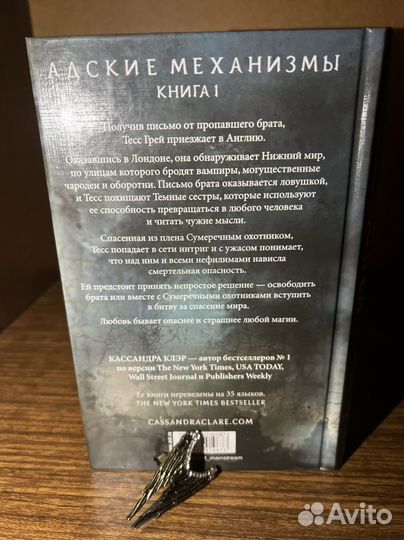 АДСКИЕ МЕХАНИЗМЫ
КНИГА 1
Получив письмо от пропавшего брата,
Тесс Грей приезжает в Англию.
Оказавшись в Лондоне, она обнаруживает Нижний мир,
по улицам которого бродят вампиры, могущественные
чародеи и оборотни. Письмо брата оказывается ловушкой,
и Тесс похищают Темные сестры, которые используют
ее способность превращаться в любого человека
и читать чужие мысли.
Спасенная из плена Сумеречным охотником,
Тесс попадает в сети интриг и с ужасом понимает,
что над ним и всеми нефилимами нависла
смертельная опасность.
Ей предстоит принять непростое решение — освободить
брата или вместе с Сумеречными охотниками вступить
в битву за спасение мира.
Любовь бывает опаснее и страшнее любой магии.
КАССАНДРА КЛЭР — автор бестселлеров № 1
по версии The New York Times, USA TODAY,
Wall Street Journal и Publishers Weekly
Ее книги переведены на 35 языков.
THE NEW YORK TIMES BESTSELLER
CASSANDRACLARE.COM
_mainstream
Avito